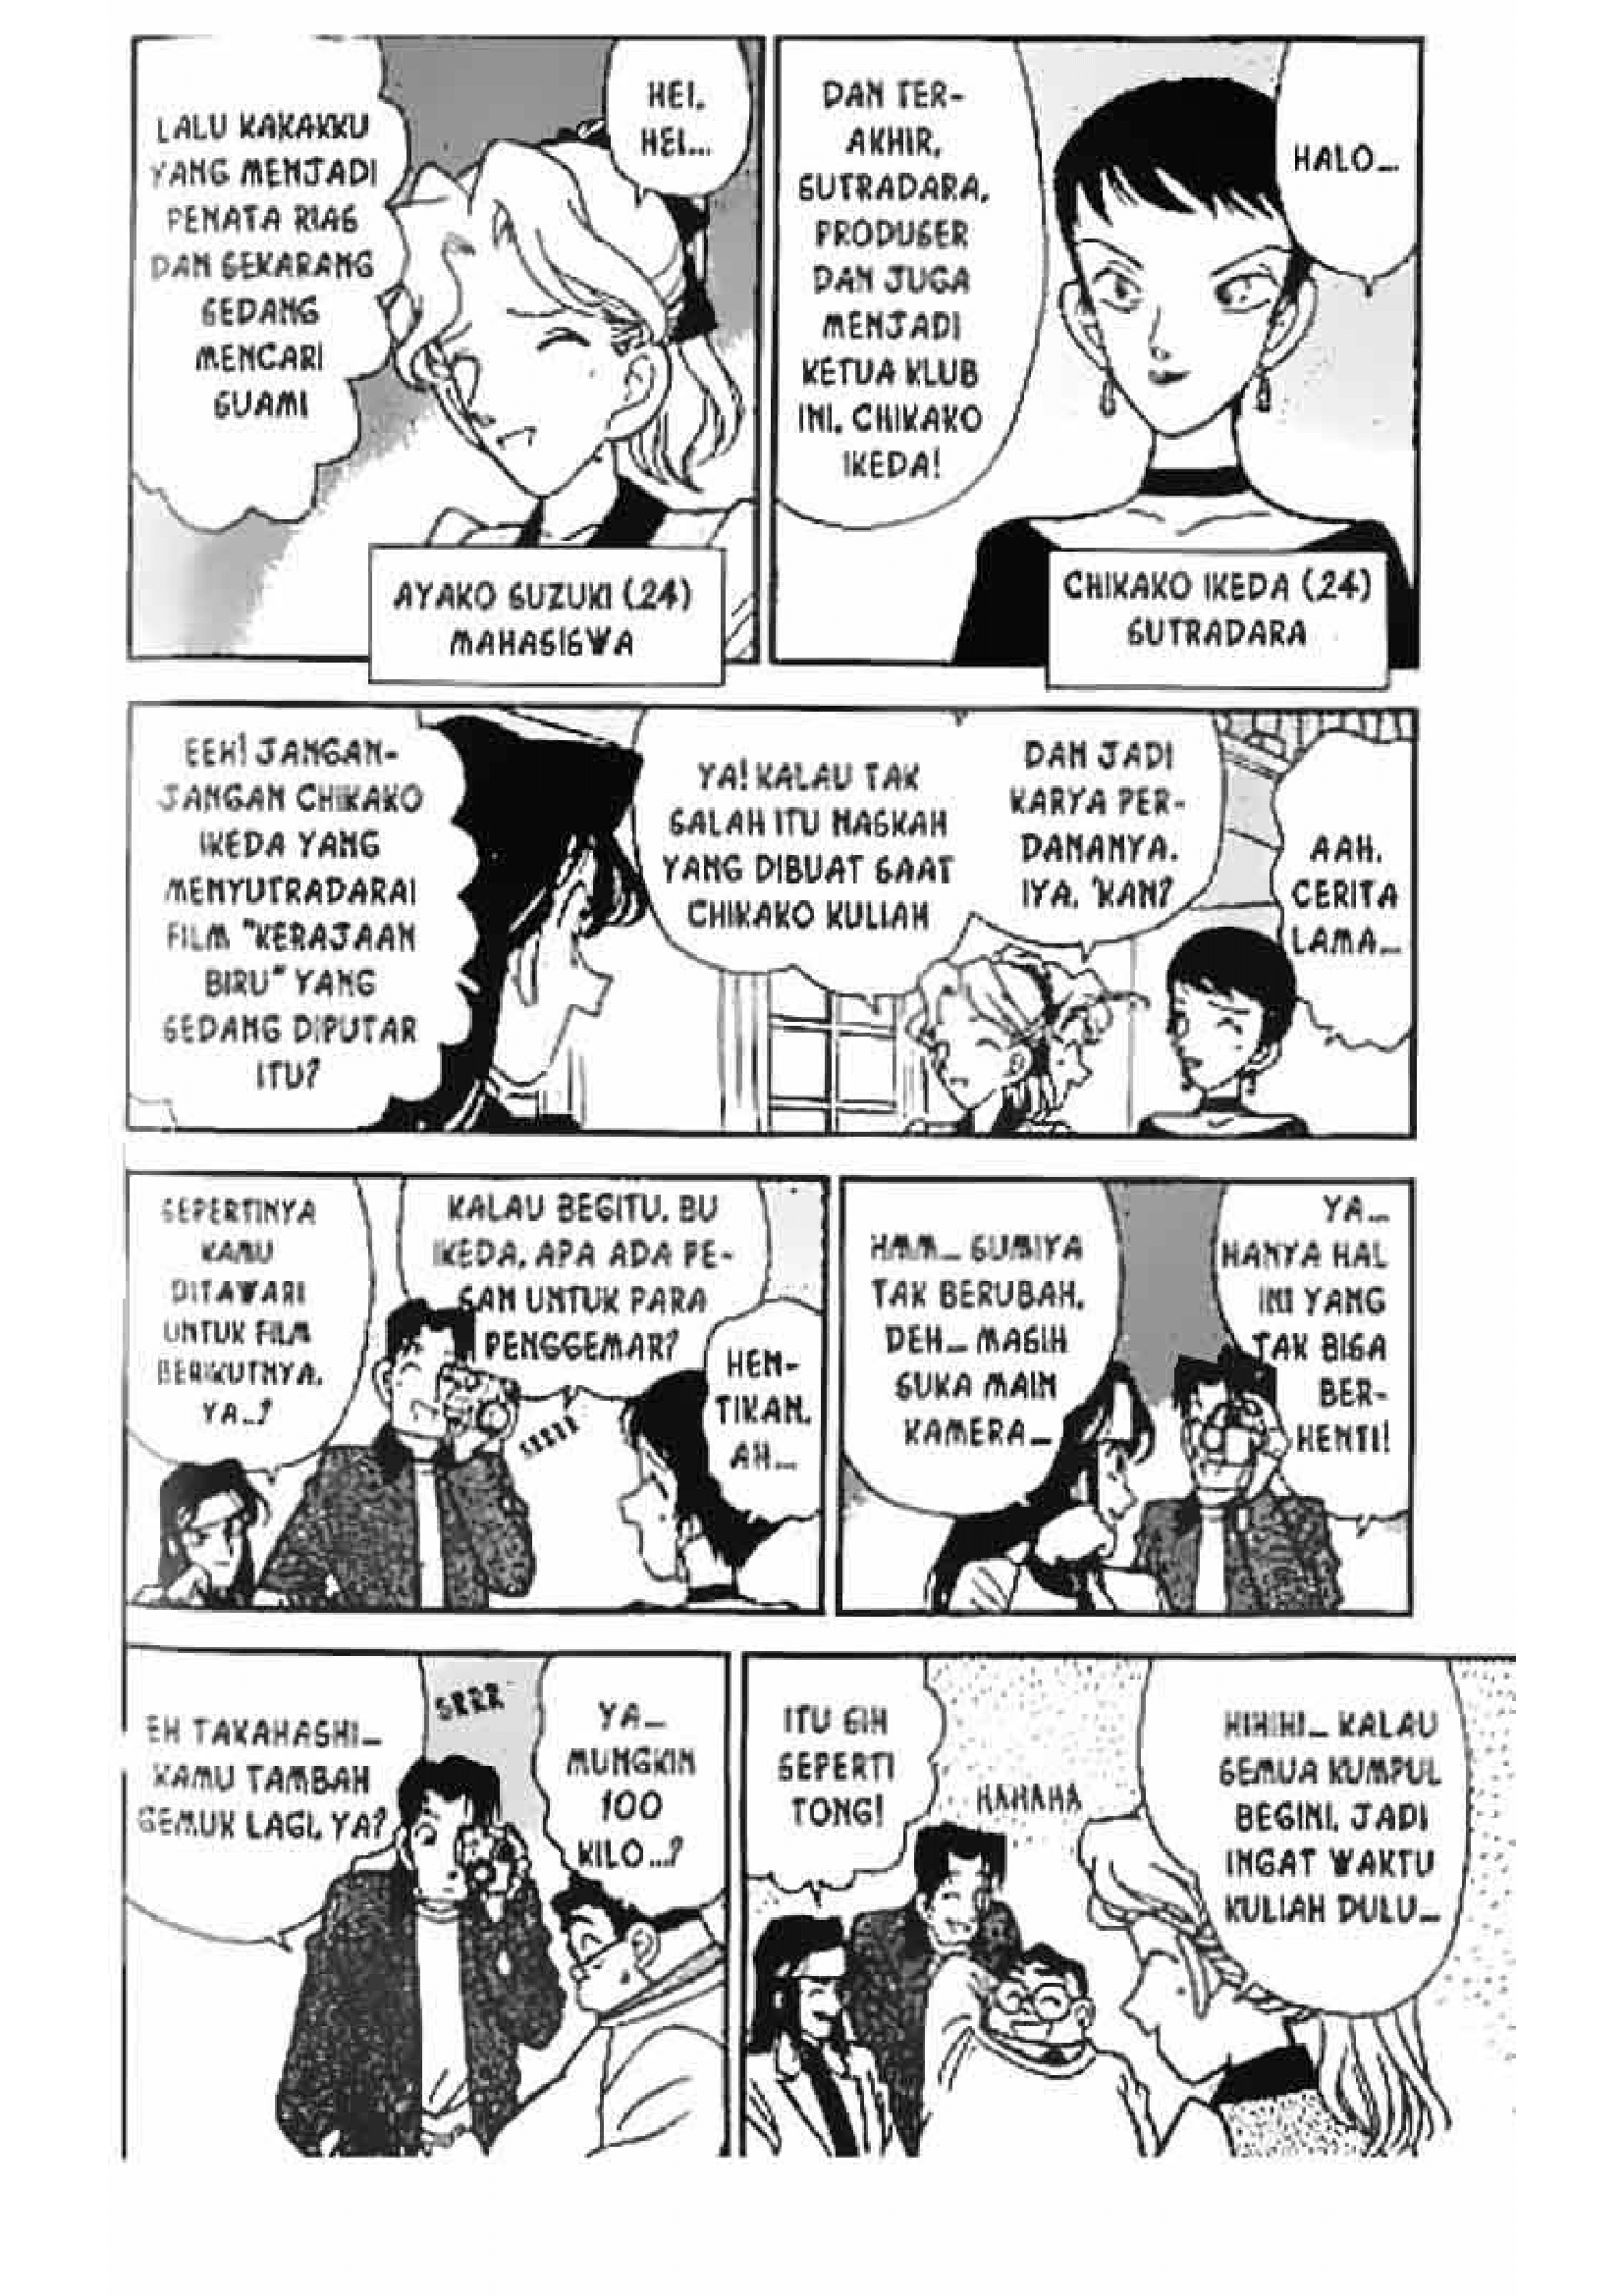 LALU KAKAKKU
YANG MENJADI
PENATA RIAS
DAN SEKARANG
SEDANG
MENCARI
SUAMI
HEI,
HEI...
AYAKO SUZUKI (24)
MAHASISWA
DAN TER-
AKHIR,
SUTRADARA,
PRODUSER
DAN JUGA
MENJADI
KETUA KLUB
INI, CHIKAKO
IKEDA!
HALO...
CHIKAKO IKEDA (24)
SUTRADARA
EEH! JANGAN-
JANGAN CHIKAKO
IKEDA YANG
MENYUTRADARAI
FILM "KERAJAAN
BIRU" YANG
SEDANG DIPUTAR
ITU?
YA! KALAU TAK
SALAH ITU NASKAH
YANG DIBUAT SAAT
CHIKAKO KULIAH
DAN JADI
KARYA PER-
DANANYA.
IYA, 'KAN?
AAH,
CERITA
LAMA...
SEPERTINYA
KAMU
DITAWARI
UNTUK FILM
BERIKUTNYA,
YA...?
KALAU BEGITU, BU
IKEDA, APA ADA PE-
SAN UNTUK PARA
PENGGEMAR?
SRRRR
HEN-
TIKAN,
AH...
HMM... SUMIYA
TAK BERUBAH,
DEH... MASIH
SUKA MAIN
KAMERA...
YA...
HANYA HAL
INI YANG
TAK BISA
BER-
HENTI!
EH TAKAHASHI...
KAMU TAMBAH
GEMUK LAGI, YA?
SRRR
YA...
MUNGKIN
100
KILO...?
ITU SIH
SEPERTI
TONG!
HAHAHA
HIHIHI... KALAU
SEMUA KUMPUL
BEGINI, JADI
INGAT WAKTU
KULIAH DULU...